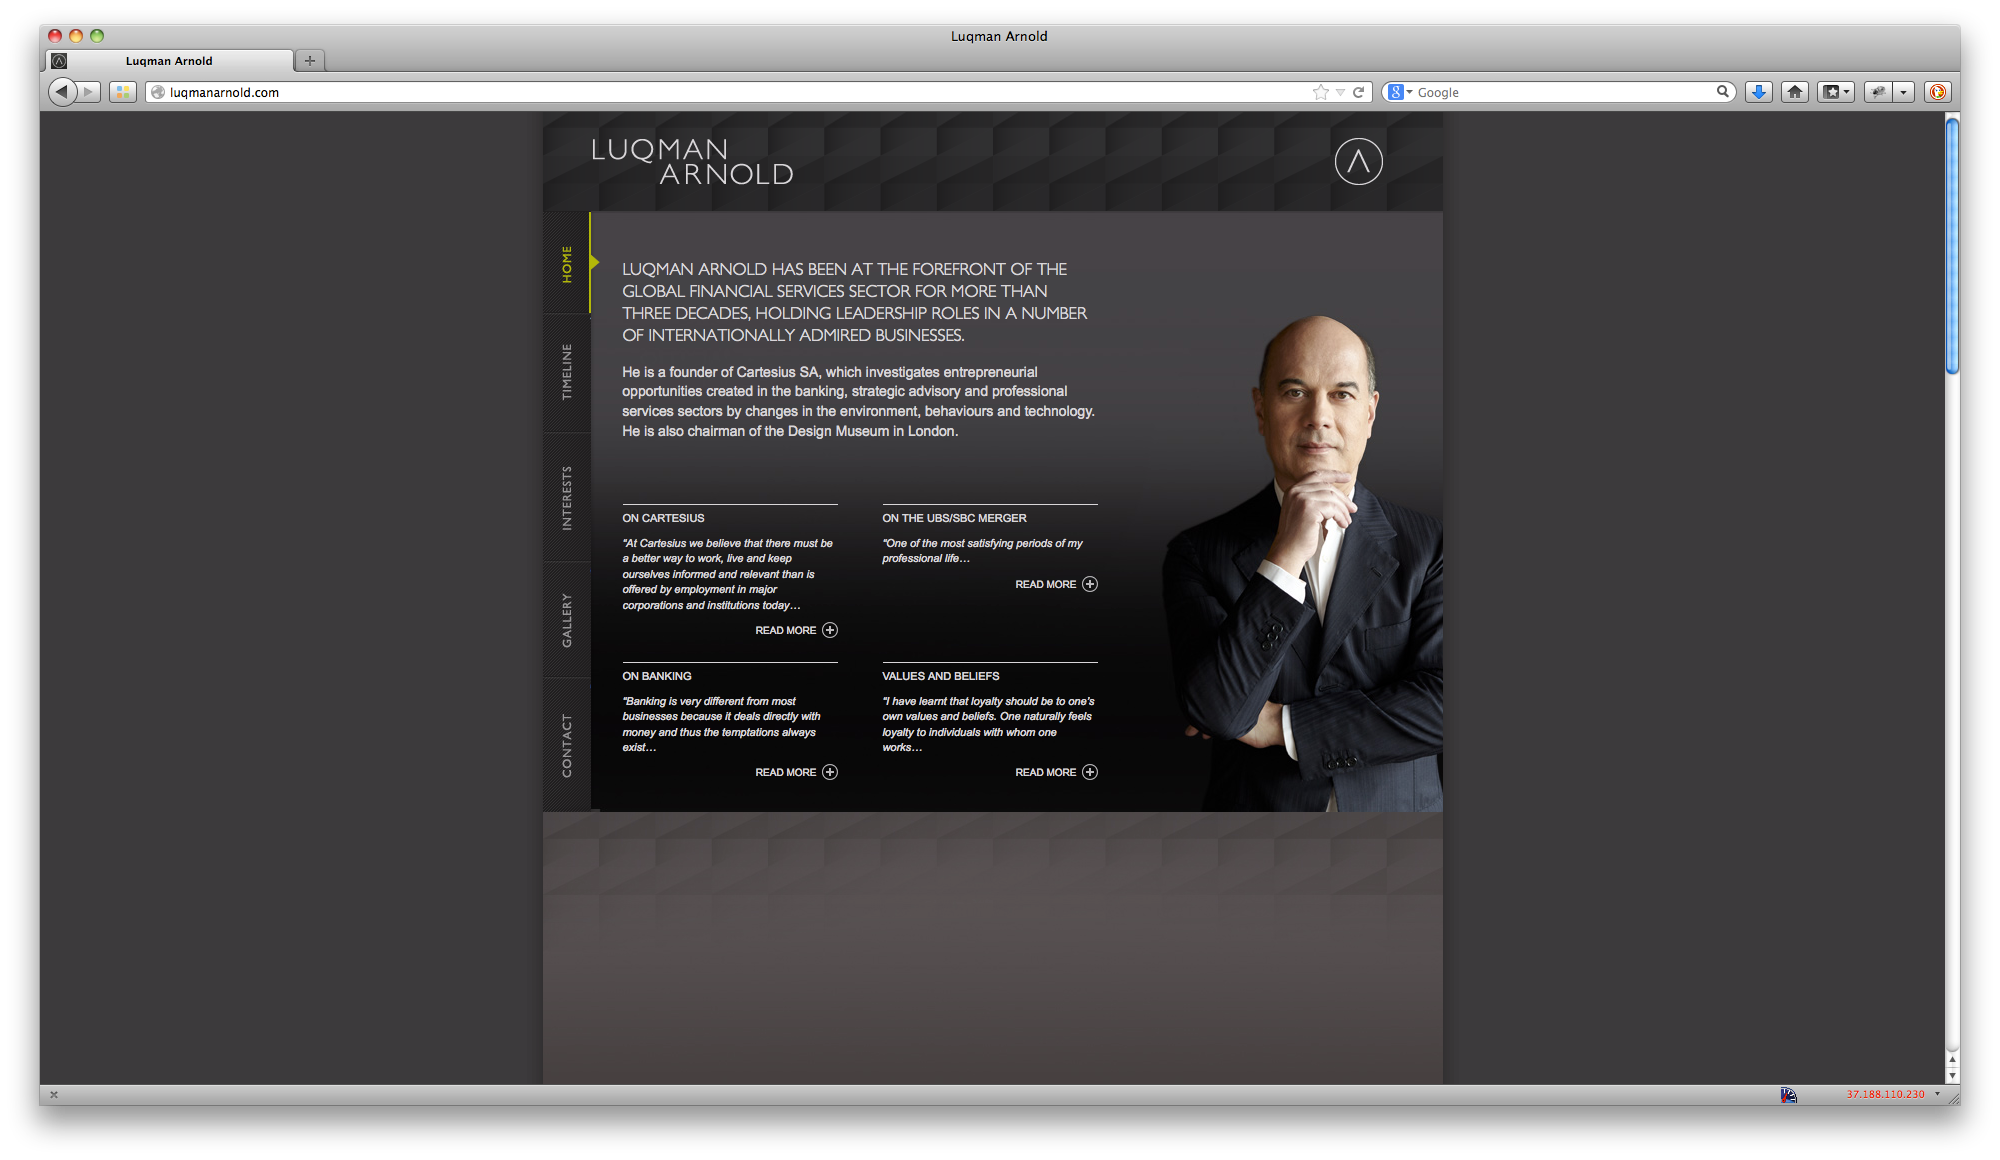 Luqman Arnold
Luqman Arnold
luqmanarnold.com
Google
LUQMAN
ARNOLD
HOME
TIMELINE
INTERESTS
GALLERY
CONTACT
LUQMAN ARNOLD HAS BEEN AT THE FOREFRONT OF THE
GLOBAL FINANCIAL SERVICES SECTOR FOR MORE THAN
THREE DECADES, HOLDING LEADERSHIP ROLES IN A NUMBER
OF INTERNATIONALLY ADMIRED BUSINESSES.
He is a founder of Cartesius SA, which investigates entrepreneurial
opportunities created in the banking, strategic advisory and professional
services sectors by changes in the environment, behaviours and technology.
He is also chairman of the Design Museum in London.
ON CARTESIUS
"At Cartesius we believe that there must be
a better way to work, live and keep
ourselves informed and relevant than is
offered by employment in major
corporations and institutions today…
READ MORE
ON THE UBS/SBC MERGER
"One of the most satisfying periods of my
professional life…
READ MORE
ON BANKING
"Banking is very different from most
businesses because it deals directly with
money and thus the temptations always
exist…
READ MORE
VALUES AND BELIEFS
"I have learnt that loyalty should be to one's
own values and beliefs. One naturally feels
loyalty to individuals with whom one
works…
READ MORE
37.188.110.230